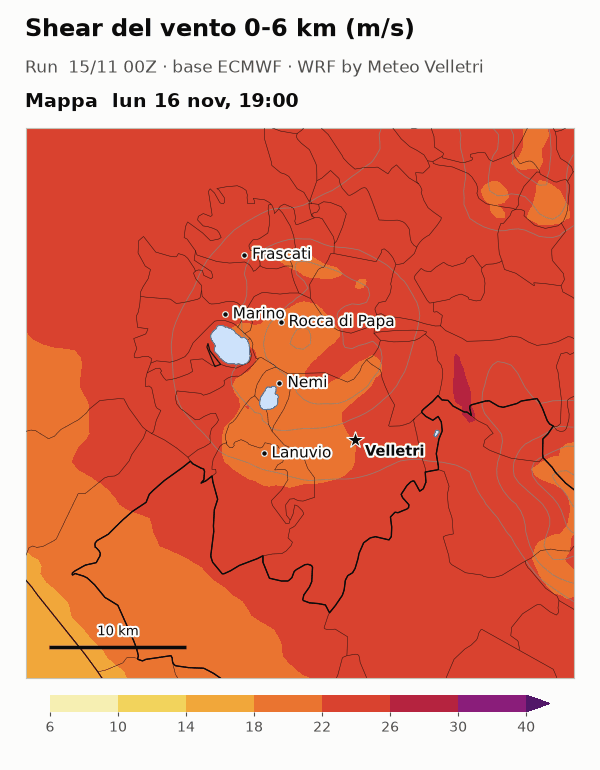 Shear del vento 0-6 km (m/s)
Run  15/11 00Z · base ECMWF · WRF by Meteo Velletri
Mappa  lun 16 nov, 19:00
Frascati
Marino
Rocca di Papa
Nemi
Velletri
Lanuvio
10 km
6 10 14 18 22 26 30 40